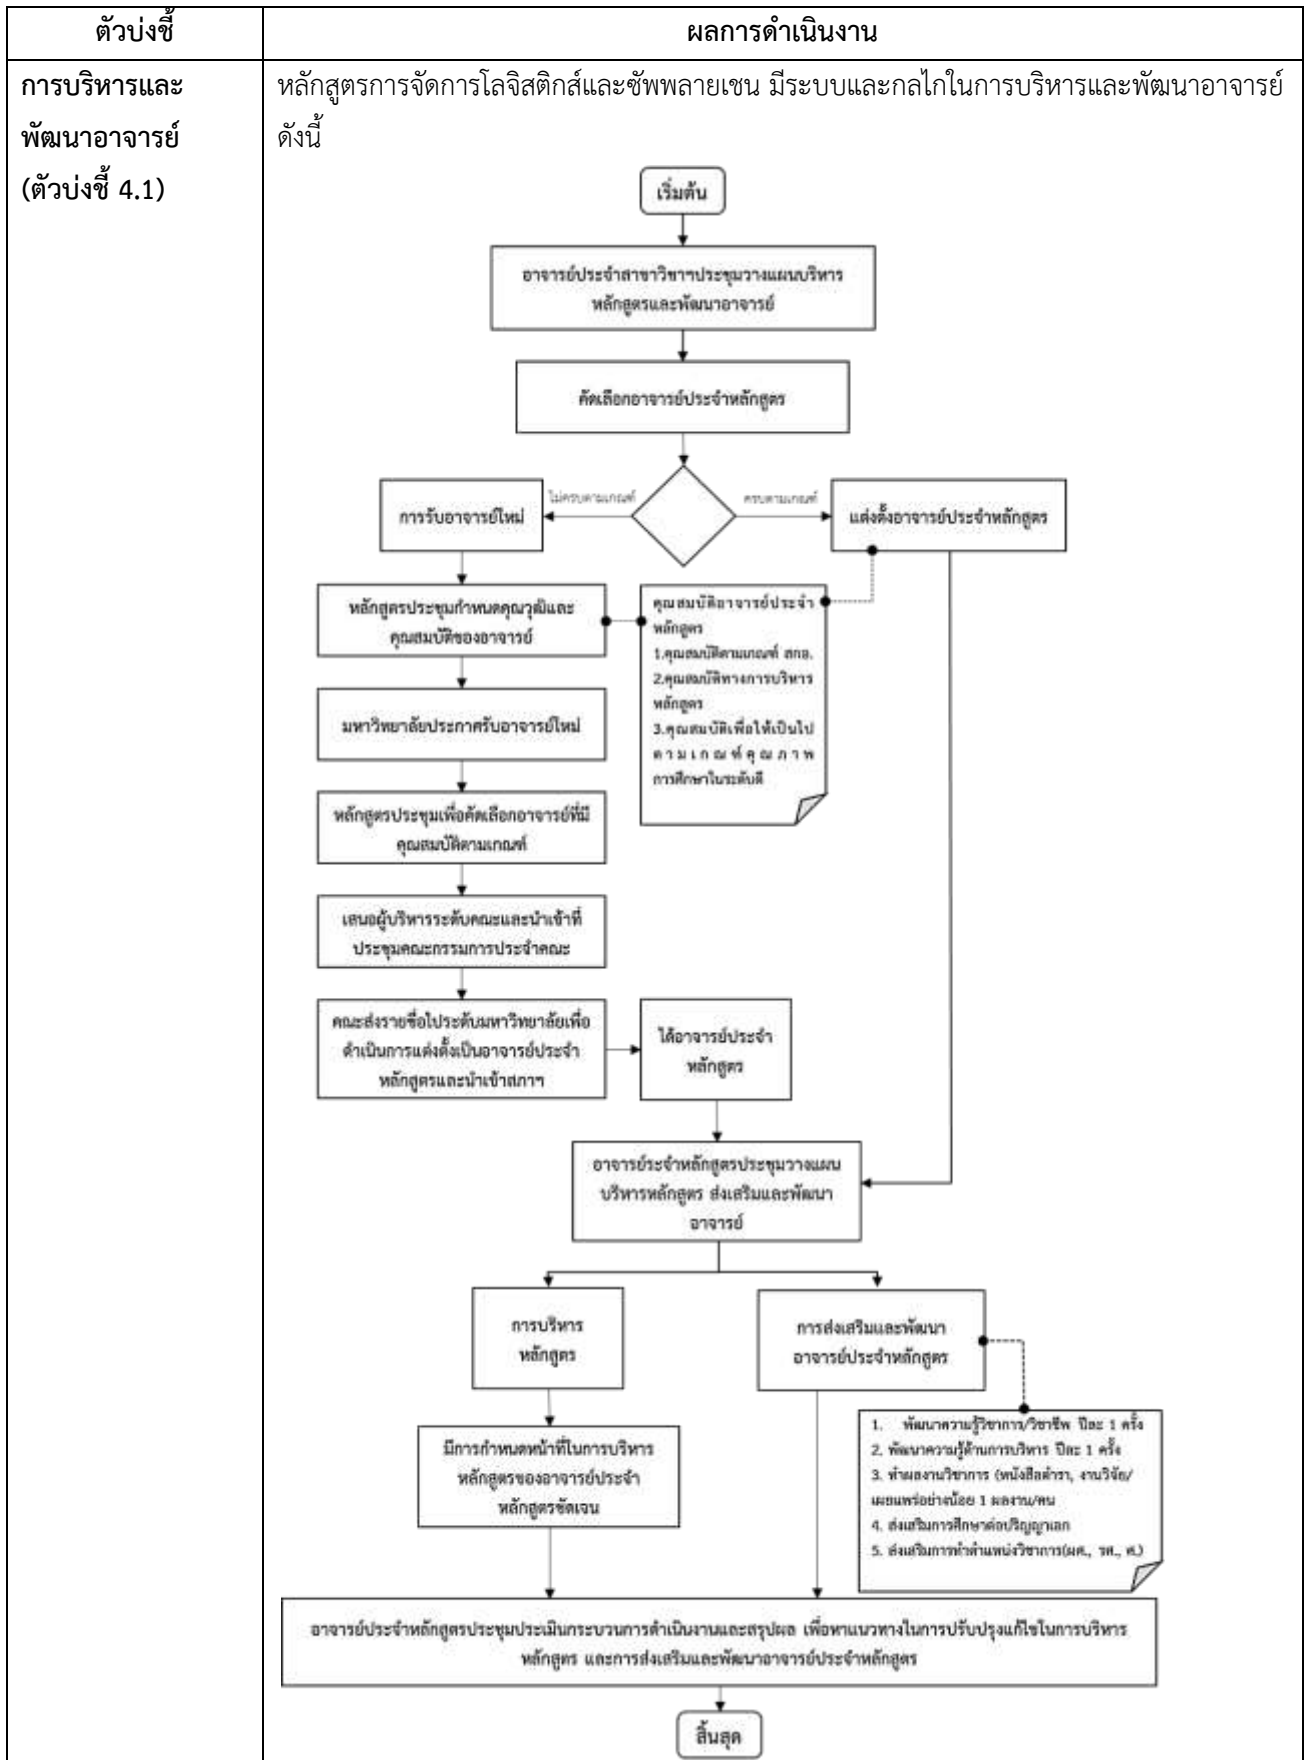 ตัวบ่งชี้
ผลการดำเนินงาน
การบริหารและ
พัฒนาอาจารย์
(ตัวบ่งชี้ 4.1)
หลักสูตรการจัดการโลจิสติกส์และซัพพลายเชน มีระบบและกลไกในการบริหารและพัฒนาอาจารย์
ดังนี้
เริ่มต้น
อาจารย์ประจำสาขาวิชาฯประชุมวางแผนบริหาร
หลักสูตรและพัฒนาอาจารย์
คัดเลือกอาจารย์ประจำหลักสูตร
ไม่ครบตามเกณฑ์
ครบตามเกณฑ์
การรับอาจารย์ใหม่
แต่งตั้งอาจารย์ประจำหลักสูตร
หลักสูตรประชุมกำหนดคุณวุฒิและ
คุณสมบัติของอาจารย์
คุณสมบัติอาจารย์ประจำ
หลักสูตร
1.คุณสมบัติตามเกณฑ์ สกอ.
2.คุณสมบัติทางการบริหาร
หลักสูตร
3.คุณสมบัติเพื่อให้เป็นไป
ตามเกณฑ์คุณภาพ
การศึกษาในระดับดี
มหาวิทยาลัยประกาศรับอาจารย์ใหม่
หลักสูตรประชุมเพื่อคัดเลือกอาจารย์ที่มี
คุณสมบัติตามเกณฑ์
เสนอผู้บริหารระดับคณะและนำเข้าที่
ประชุมคณะกรรมการประจำคณะ
คณะส่งรายชื่อไประดับมหาวิทยาลัยเพื่อ
ดำเนินการแต่งตั้งเป็นอาจารย์ประจำ
หลักสูตรและนำเข้าสภาฯ
ได้อาจารย์ประจำ
หลักสูตร
อาจารย์ระจำหลักสูตรประชุมวางแผน
บริหารหลักสูตร ส่งเสริมและพัฒนา
อาจารย์
การบริหาร
หลักสูตร
การส่งเสริมและพัฒนา
อาจารย์ประจำหลักสูตร
มีการกำหนดหน้าที่ในการบริหาร
หลักสูตรของอาจารย์ประจำ
หลักสูตรชัดเจน
1. พัฒนาความรู้วิชาการ/วิชาชีพ ปีละ 1 ครั้ง
2. พัฒนาความรู้ด้านการบริหาร ปีละ 1 ครั้ง
3. ทำผลงานวิชาการ (หนังสือตำรา, งานวิจัย/
เผยแพร่อย่างน้อย 1 ผลงาน/คน
4. ส่งเสริมการศึกษาต่อปริญญาเอก
5. ส่งเสริมการทำตำแหน่งวิชาการ(ผศ., รศ., ศ.)
อาจารย์ประจำหลักสูตรประชุมประเมินกระบวนการดำเนินงานและสรุปผล เพื่อหาแนวทางในการปรับปรุงแก้ไขในการบริหาร
หลักสูตร และการส่งเสริมและพัฒนาอาจารย์ประจำหลักสูตร
สิ้นสุด